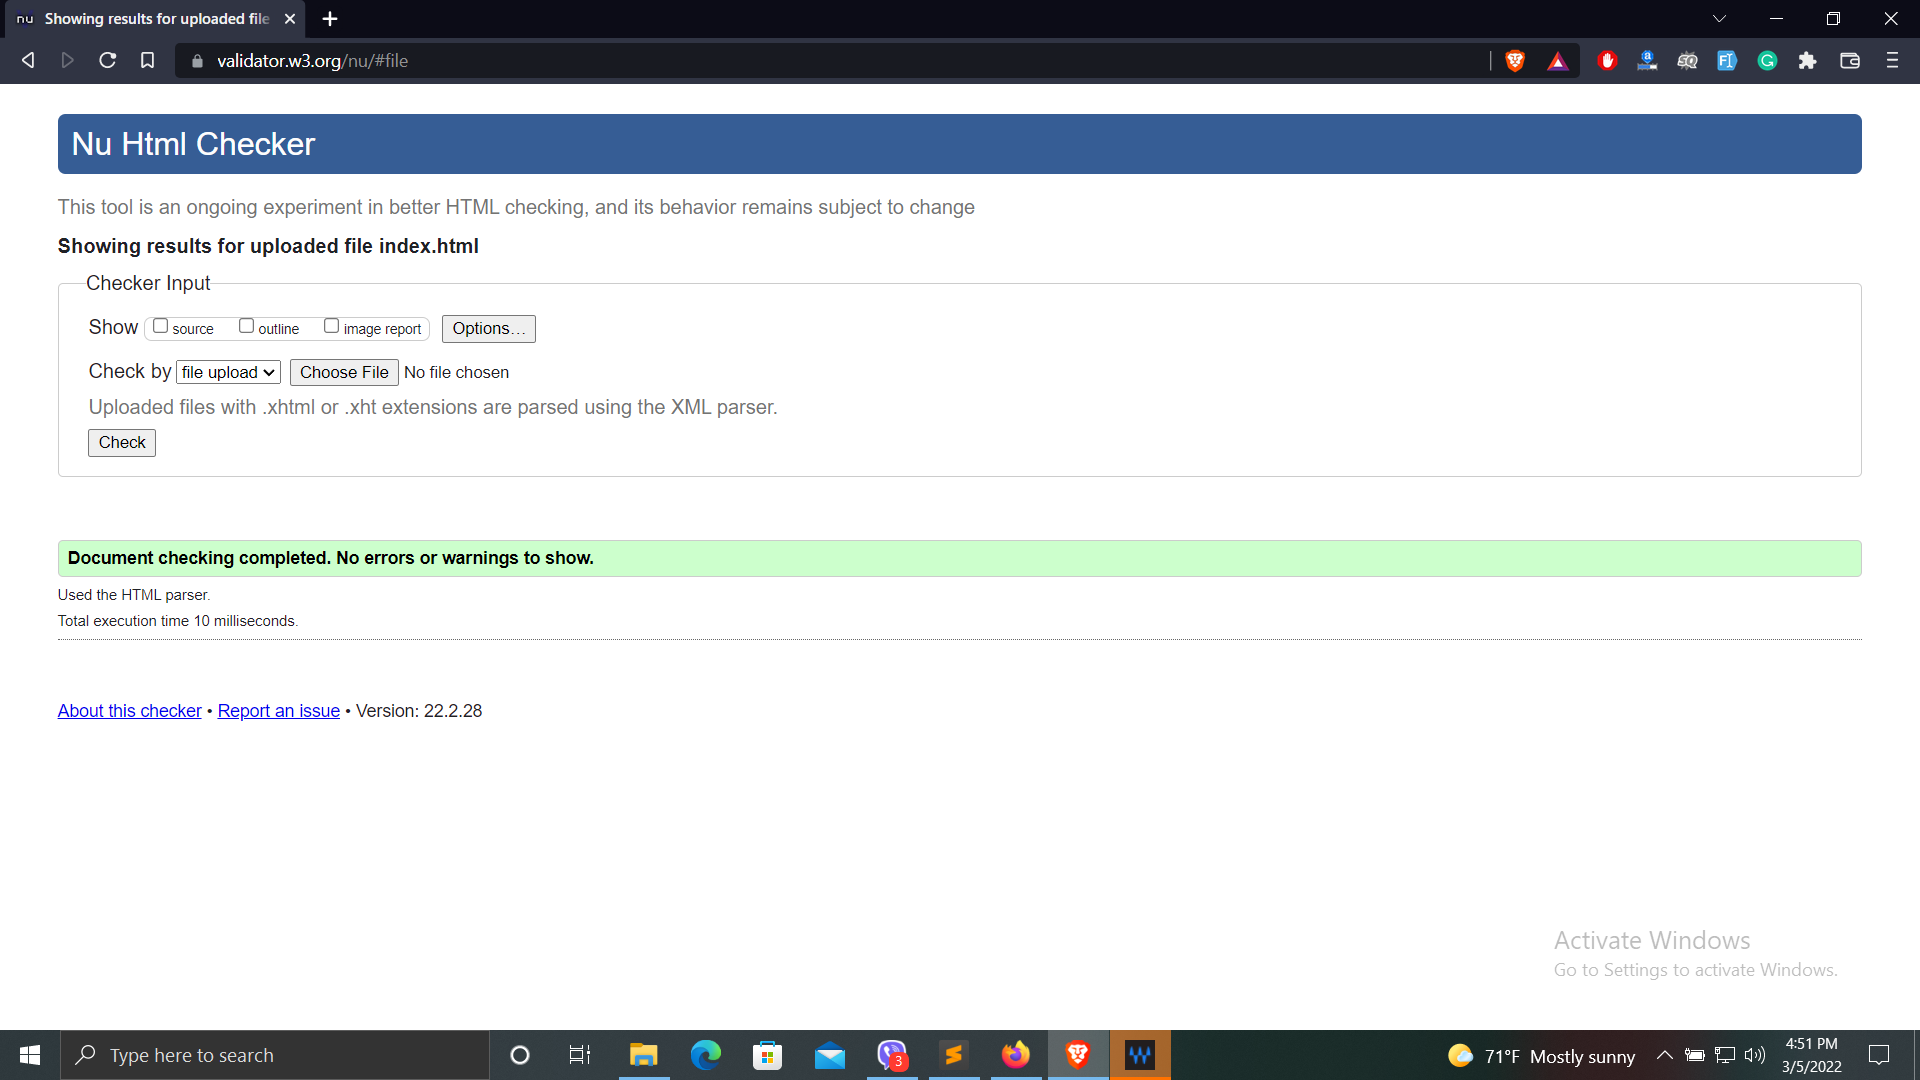 nu Showing results for uploaded file
validator.w3.org/nu/#file
Nu Html Checker
This tool is an ongoing experiment in better HTML checking, and its behavior remains subject to change
Showing results for uploaded file index.html
Checker Input
Show source outline image report Options...
Check by file upload Choose File No file chosen
Uploaded files with .xhtml or .xht extensions are parsed using the XML parser.
Check
Document checking completed. No errors or warnings to show.
Used the HTML parser.
Total execution time 10 milliseconds.
About this checker • Report an issue • Version: 22.2.28
Activate Windows
Go to Settings to activate Windows.
Type here to search
3
71°F Mostly sunny
4:51 PM
3/5/2022